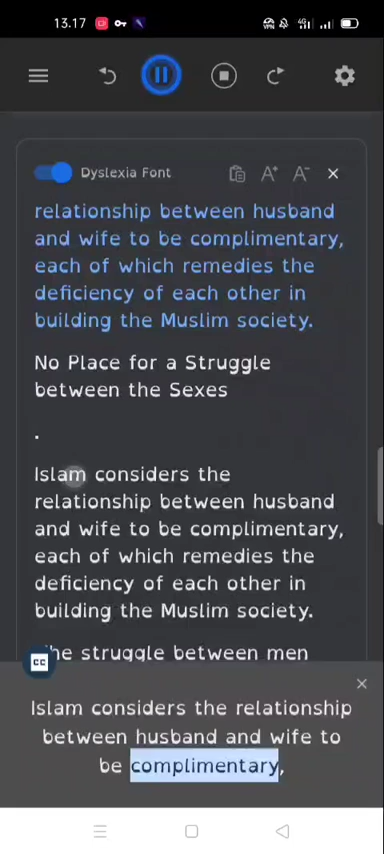 13.17
4G
Dyslexia Font
A+
A-
relationship between husband
and wife to be complimentary,
each of which remedies the
deficiency of each other in
building the Muslim society.
No Place for a Struggle
between the Sexes
.
Islam considers the
relationship between husband
and wife to be complimentary,
each of which remedies the
deficiency of each other in
building the Muslim society.
struggle between men
CC
Islam considers the relationship
between husband and wife to
be complimentary,